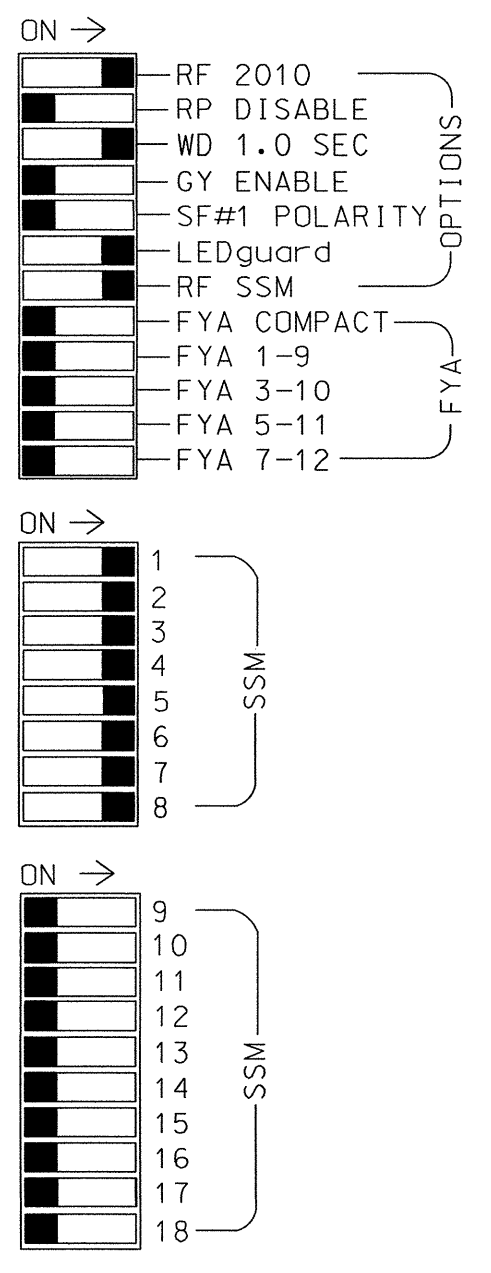 ON →
RF 2010
RP DISABLE
WD 1.0 SEC
GY ENABLE
SF#1 POLARITY
LEDguard
RF SSM
OPTIONS
FYA COMPACT
FYA 1-9
FYA 3-10
FYA 5-11
FYA 7-12
FYA
ON →
1
2
3
4
5
6
7
8
SSM
ON →
9
10
11
12
13
14
15
16
17
18
SSM